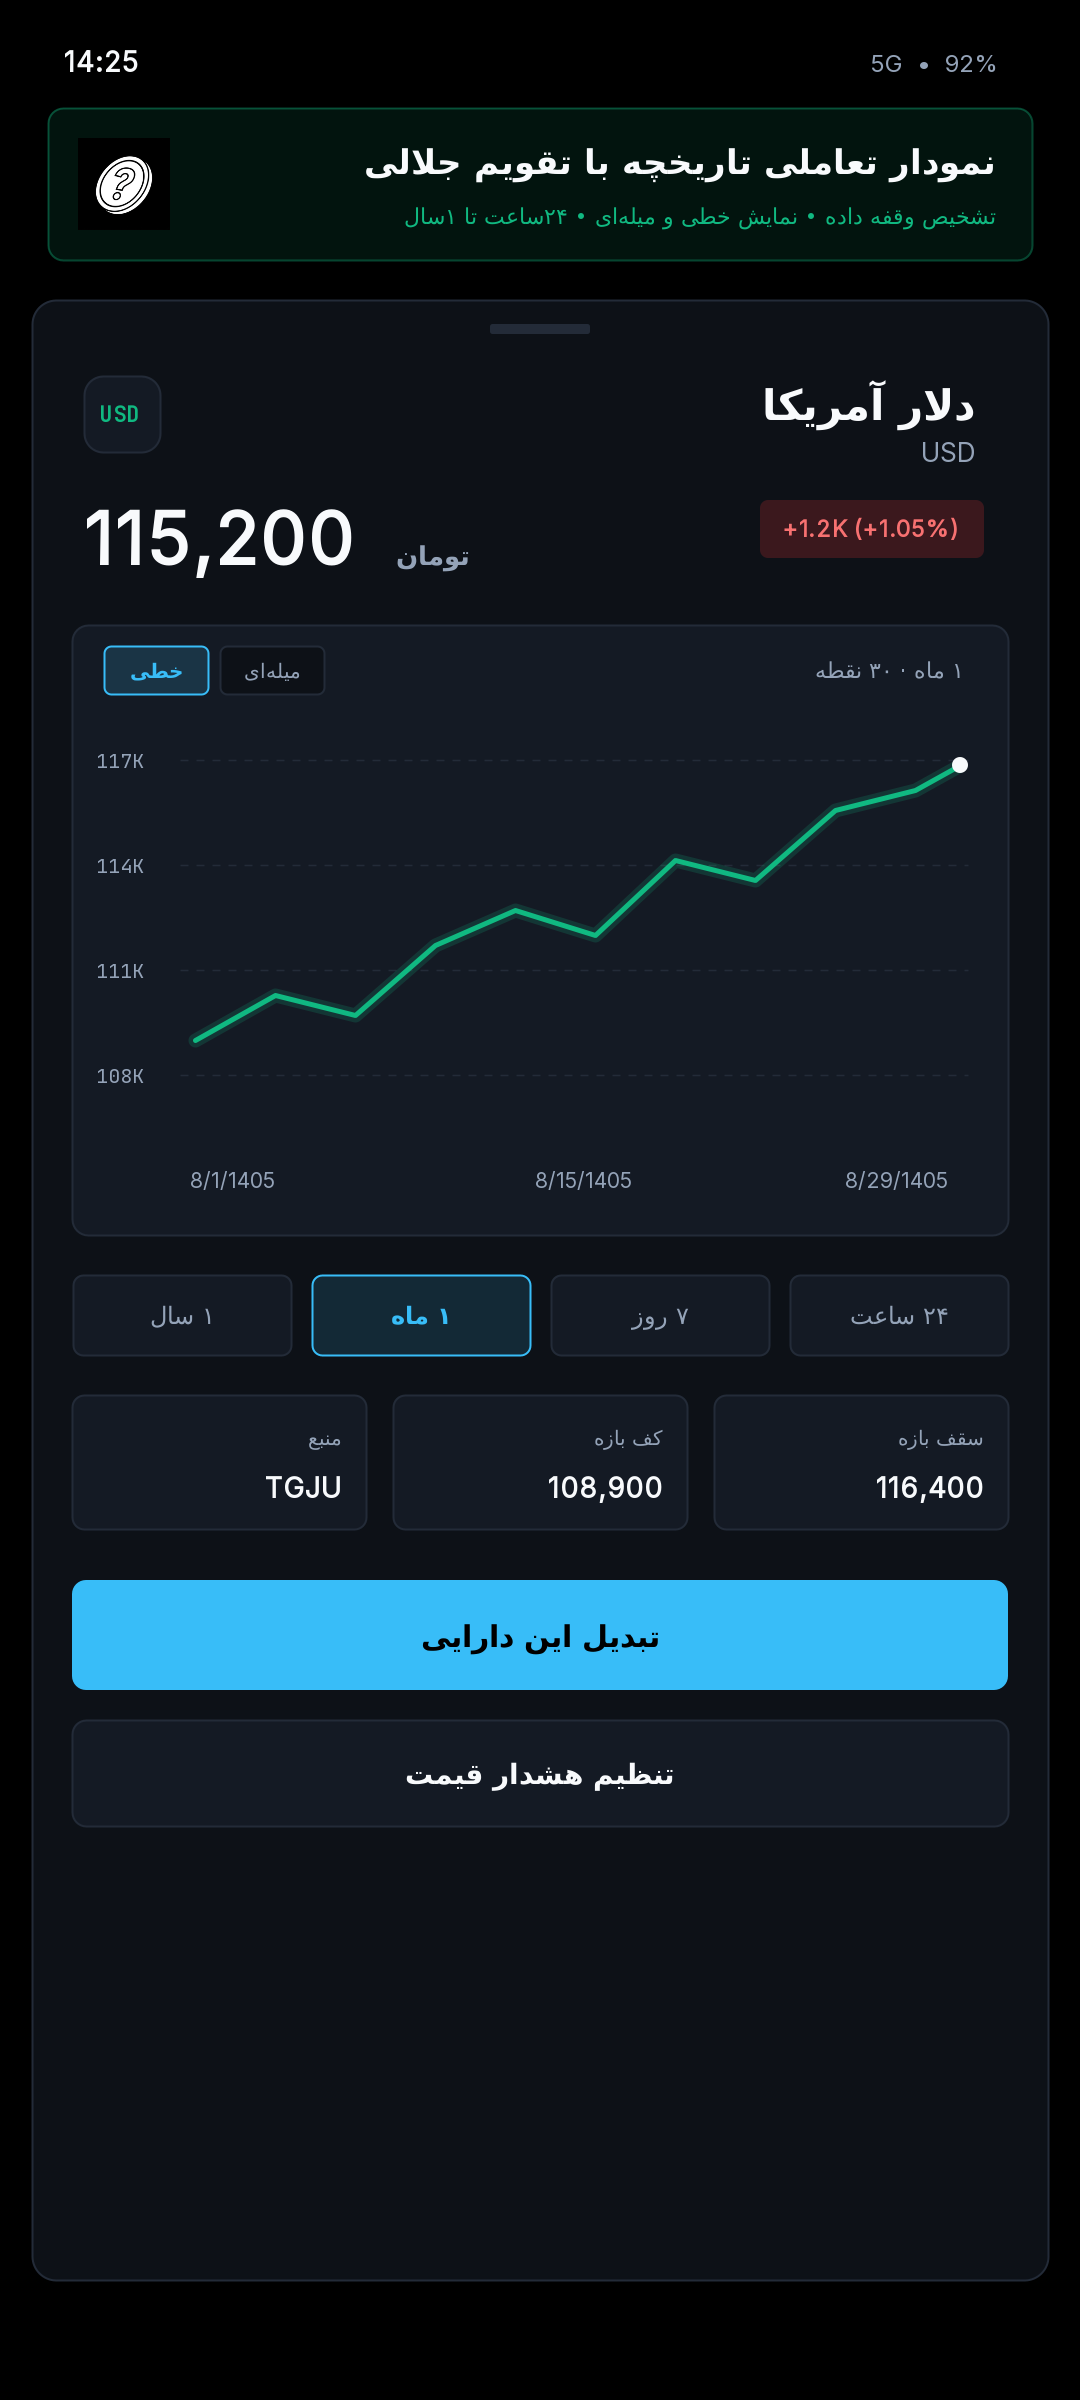 14:25
5G • 92%
نمودار تعاملی تاریخچه با تقویم جلالی
تشخیص وقفه داده • نمایش خطی و میله‌ای • ۲۴ساعت تا ۱سال
?
دلار آمریکا
USD
USD
+1.2K (+1.05%)
115,200 تومان
۱ ماه · ۳۰ نقطه
میله‌ای
خطی
117K
114K
111K
108K
8/1/1405
8/15/1405
8/29/1405
۲۴ ساعت
۷ روز
۱ ماه
۱ سال
سقف بازه
116,400
کف بازه
108,900
منبع
TGJU
تبدیل این دارایی
تنظیم هشدار قیمت